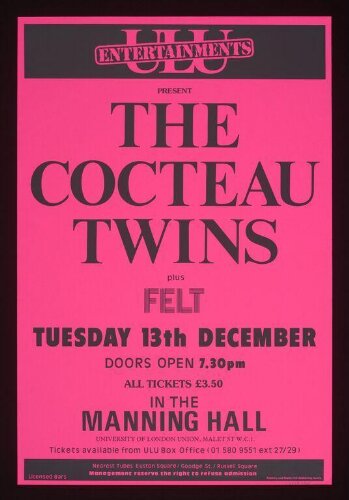 ULU
ENTERTAINMENTS
PRESENT
THE
COCTEAU
TWINS
plus
FELT
TUESDAY 13th DECEMBER
DOORS OPEN 7.30pm
ALL TICKETS £3.50
IN THE
MANNING HALL
UNIVERSITY OF LONDON UNION, MALET ST W.C.1.
Tickets available from ULU Box Office (01 580 9551 ext 27/29)
Nearest Tubes Euston Square/Goodge St./Russell Square
Licensed Bars
Management reserve the right to refuse admission